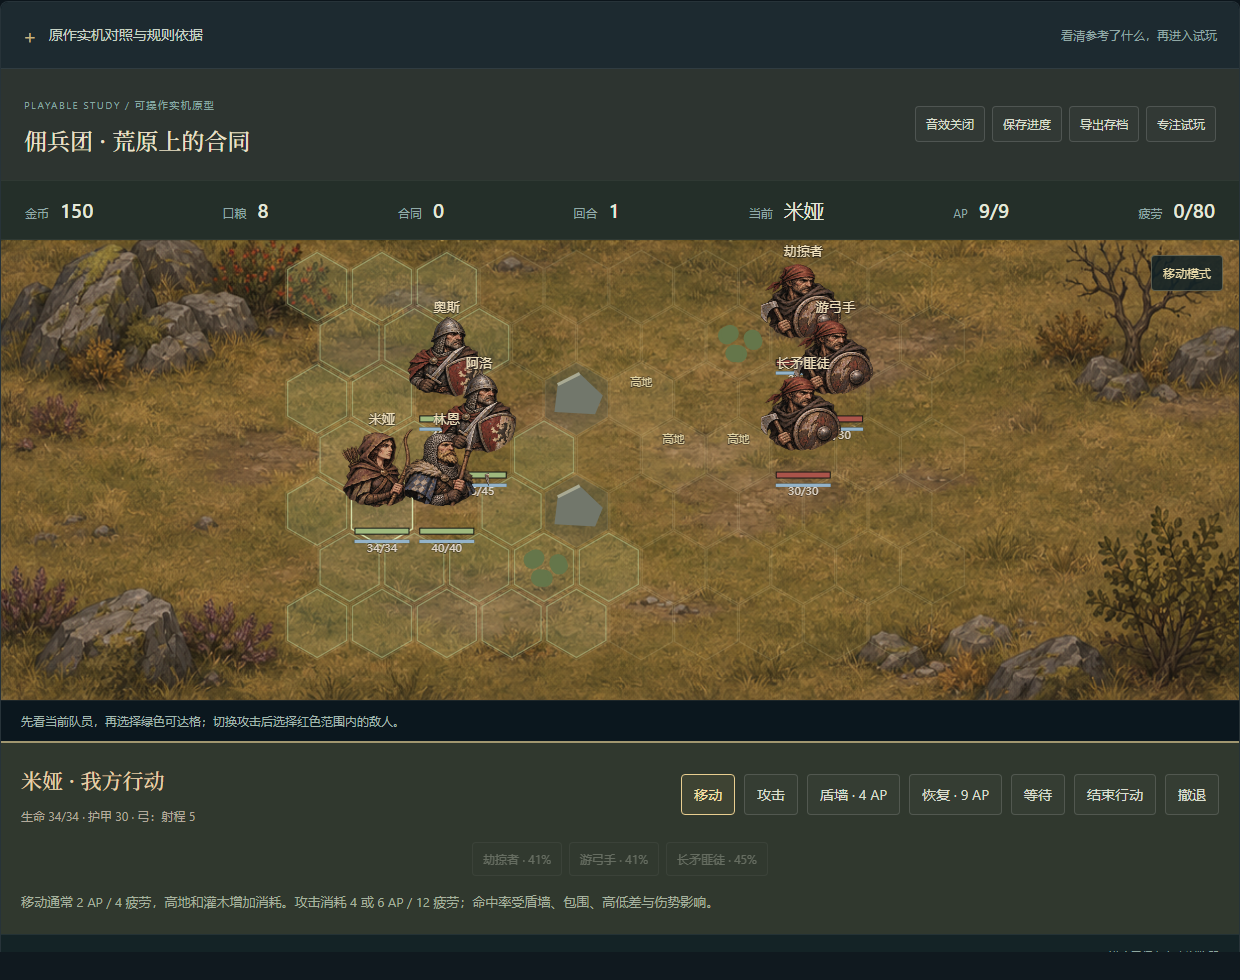 + 原作实机对照与规则依据
看清参考了什么，再进入试玩
PLAYABLE STUDY / 可操作实机原型
佣兵团 · 荒原上的合同
音效关闭 保存进度 导出存档 专注试玩
金币 150 口粮 8 合同 0 回合 1 当前 米娅 AP 9/9 疲劳 0/80
劫掠者
移动模式
奥斯
游弓手
阿洛
长矛匪徒
高地
米娅
林恩
高地
高地
30
/45
30/30
34/34
40/40
先看当前队员，再选择绿色可达格；切换攻击后选择红色范围内的敌人。
米娅 · 我方行动
生命 34/34 · 护甲 30 · 弓：射程 5
移动 攻击 盾墙 · 4 AP 恢复 · 9 AP 等待 结束行动 撤退
劫掠者 · 41% 游弓手 · 41% 长矛匪徒 · 45%
移动通常 2 AP / 4 疲劳，高地和灌木增加消耗。攻击消耗 4 或 6 AP / 12 疲劳；命中率受盾墙、包围、高低差与伤势影响。